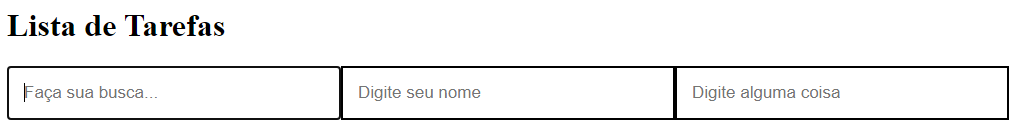 Lista de Tarefas
Faça sua busca... Digite seu nome Digite alguma coisa